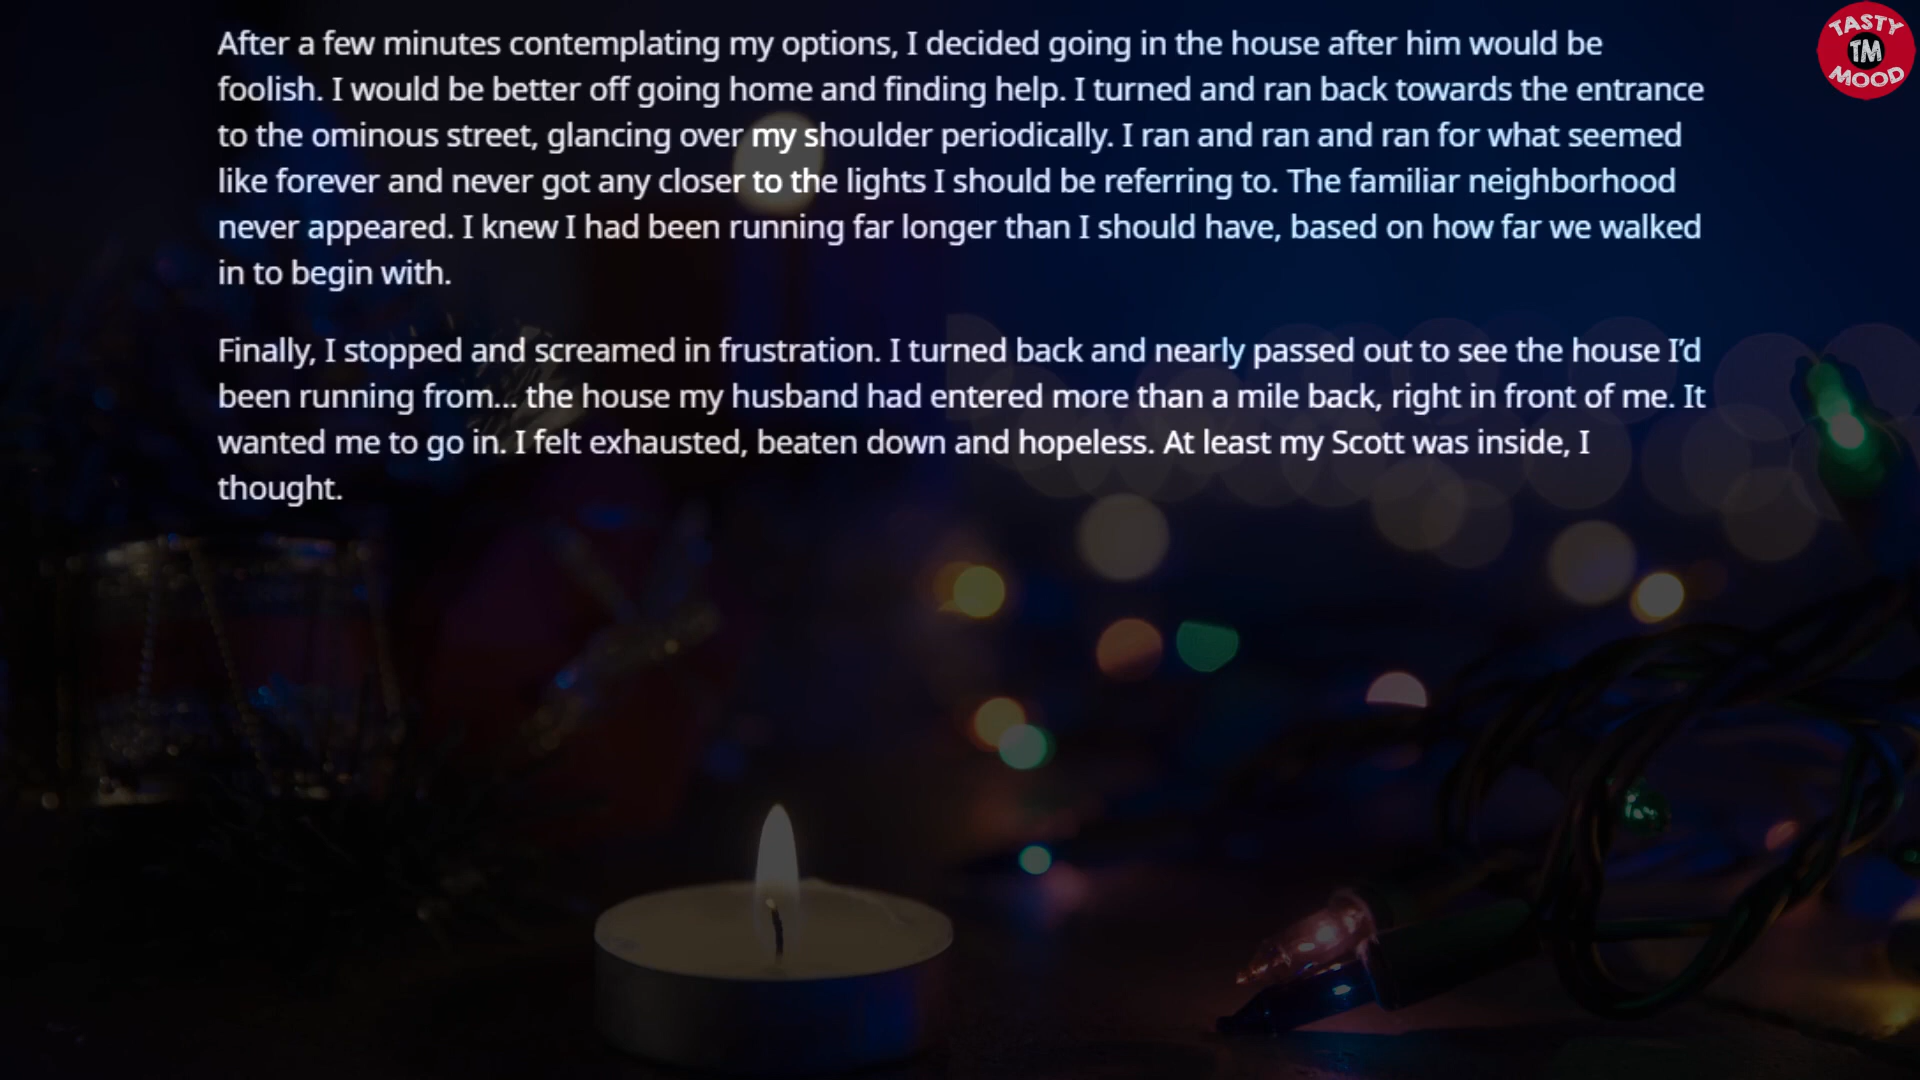 After a few minutes contemplating my options, I decided going in the house after him would be
foolish. I would be better off going home and finding help. I turned and ran back towards the entrance
to the ominous street, glancing over my shoulder periodically. I ran and ran and ran for what seemed
like forever and never got any closer to the lights I should be referring to. The familiar neighborhood
never appeared. I knew I had been running far longer than I should have, based on how far we walked
in to begin with.
Finally, I stopped and screamed in frustration. I turned back and nearly passed out to see the house I’d
been running from... the house my husband had entered more than a mile back, right in front of me. It
wanted me to go in. I felt exhausted, beaten down and hopeless. At least my Scott was inside, I
thought.
TASTY
TM
MOOD